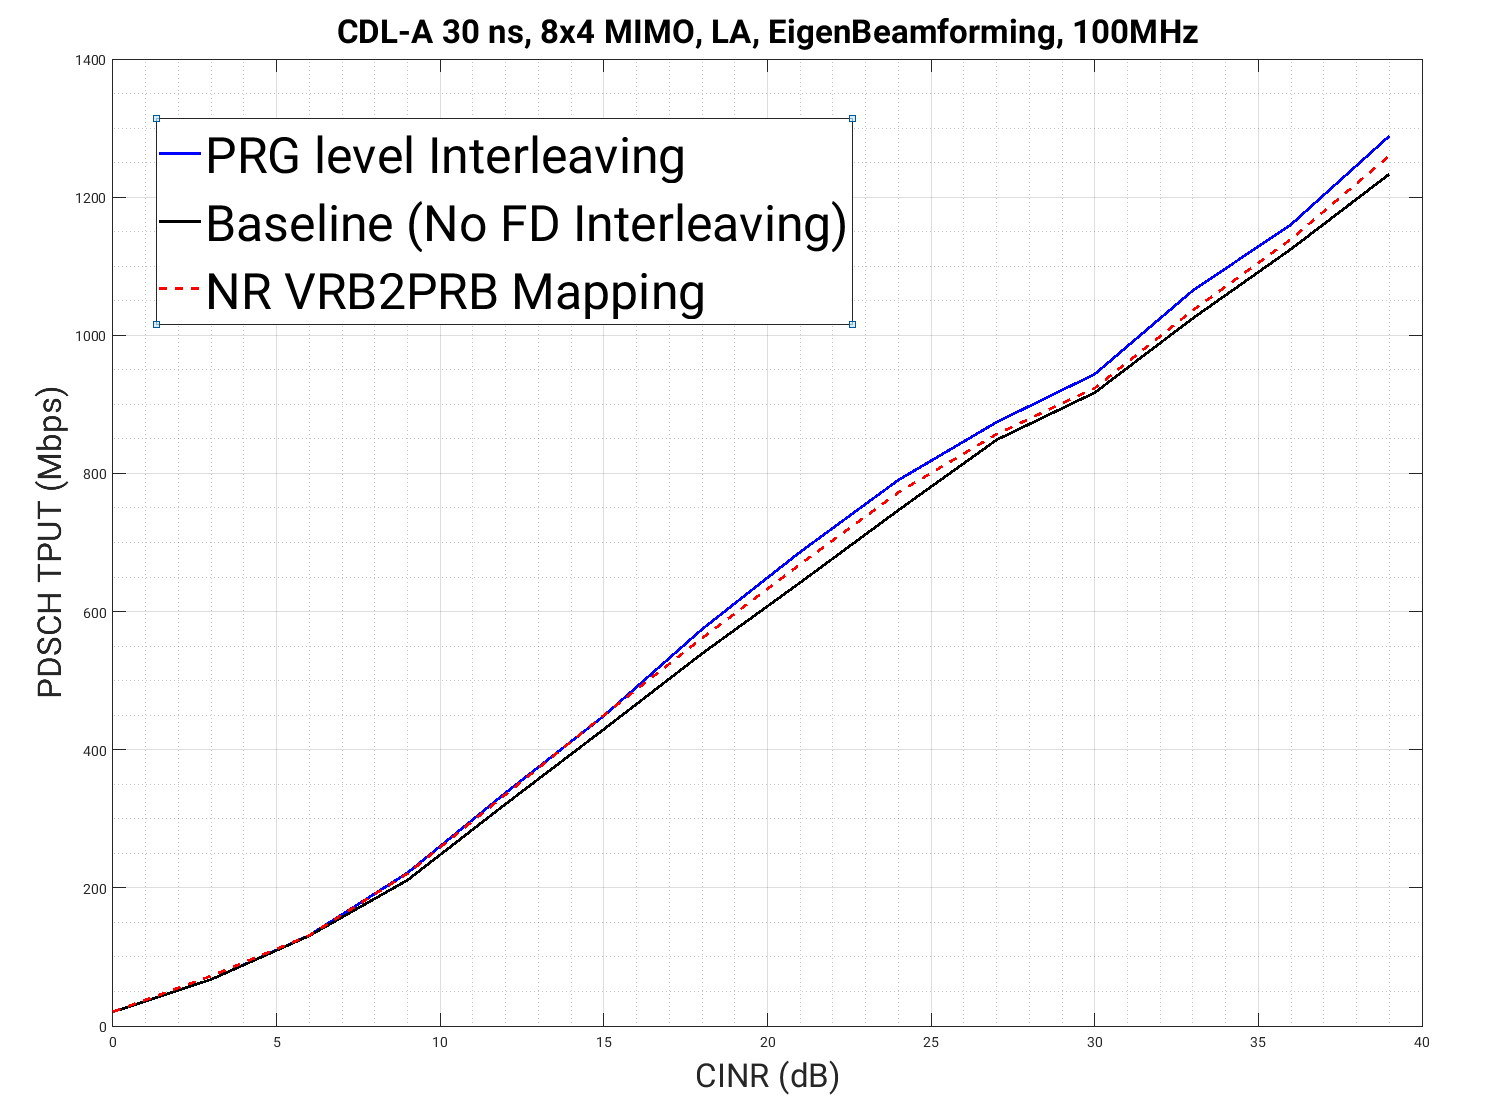 CDL-A 30 ns, 8x4 MIMO, LA, EigenBeamforming, 100MHz
PRG level Interleaving
Baseline (No FD Interleaving)
NR VRB2PRB Mapping
PDSCH TPUT (Mbps)
1400
1200
1000
800
600
400
200
0
0 5 10 15 20 25 30 35 40
CINR (dB)